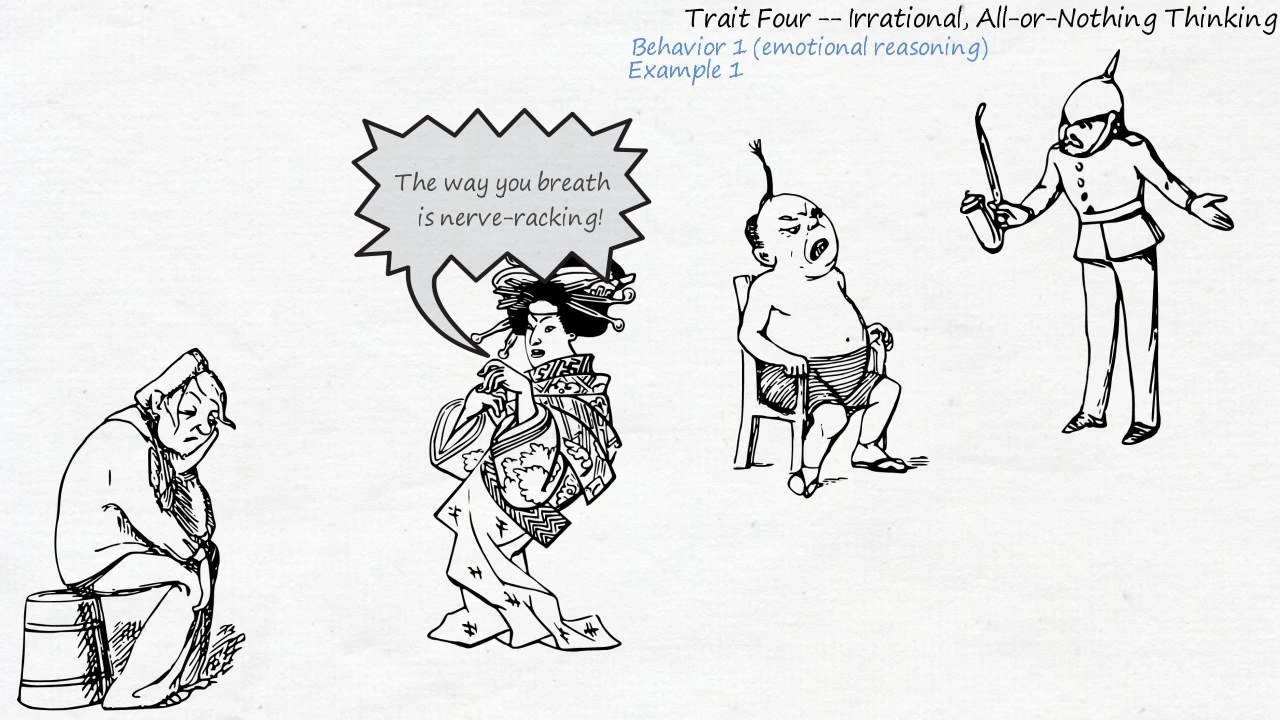 Trait Four -- Irrational, All-or-Nothing Thinking
Behavior 1 (emotional reasoning)
Example 1
The way you breath
is nerve-racking!